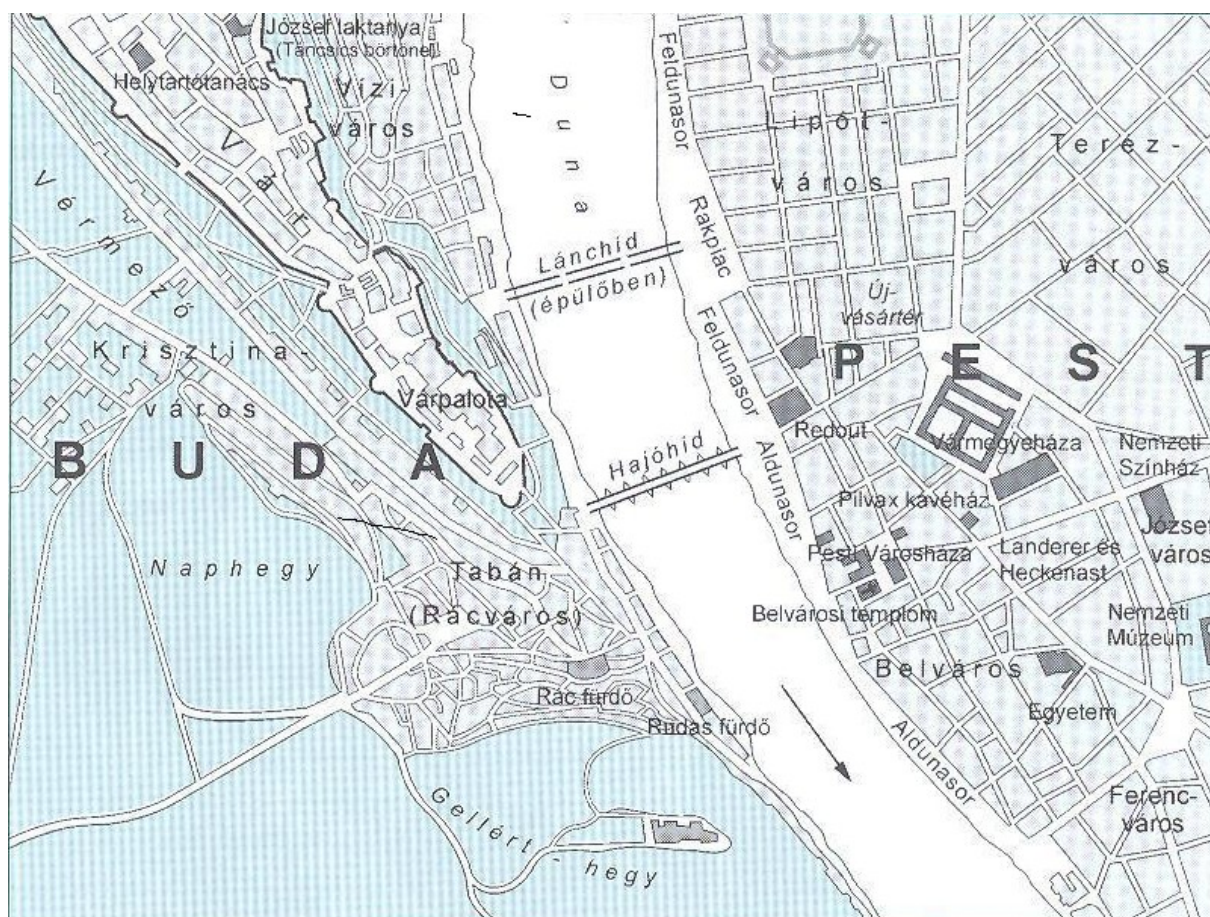 József laktanya
(Táncsics börtöne)
Helytartótanács
Vízi-
város
Vár
Vérmező
Duna
Feldunasor
Lipót-
város
Teréz-
város
Rakpiac
Lánchíd
(épülőben)
Új-
vásártér
Feldunasor
Krisztina-
város
Várpalota
BUDA
PEST
Redout
Vármegyeháza
Nemzeti
Színház
Hajóhíd
Aldunasor
Pilvax kávéház
Pesti Városháza
Landerer és
Heckenast
József
város
Naphegy
Tabán
(Rácváros)
Belvárosi templom
Nemzeti
Múzeum
Belváros
Rác fürdő
Rudas fürdő
Egyetem
Aldunasor
Gellért-hegy
Ferenc-
város